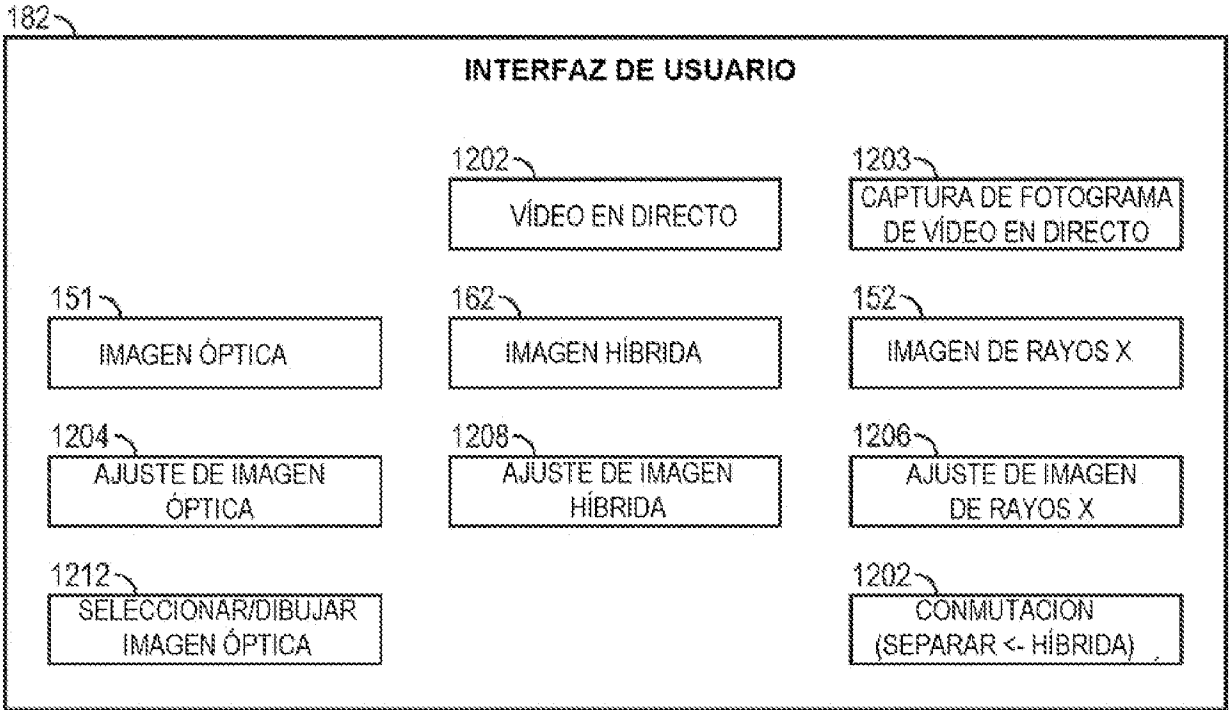 182
INTERFAZ DE USUARIO
1202
VÍDEO EN DIRECTO
1203
CAPTURA DE FOTOGRAMA
DE VÍDEO EN DIRECTO
151
IMAGEN ÓPTICA
162
IMAGEN HÍBRIDA
152
IMAGEN DE RAYOS X
1204
AJUSTE DE IMAGEN
ÓPTICA
1208
AJUSTE DE IMAGEN
HÍBRIDA
1206
AJUSTE DE IMAGEN
DE RAYOS X
1212
SELECCIONAR/DIBUJAR
IMAGEN ÓPTICA
1202
CONMUTACION
(SEPARAR <- HÍBRIDA)